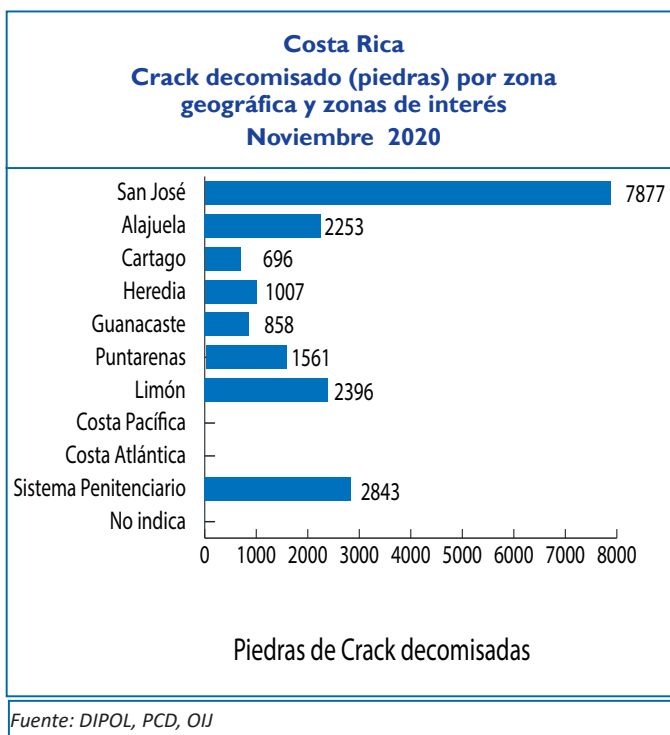 Costa Rica
Crack decomisado (piedras) por zona
geográfica y zonas de interés
Noviembre 2020
San José 7877
Alajuela 2253
Cartago 696
Heredia 1007
Guanacaste 858
Puntarenas 1561
Limón 2396
Costa Pacífica
Costa Atlántica
Sistema Penitenciario 2843
No indica
0 1000 2000 3000 4000 5000 6000 7000 8000
Piedras de Crack decomisadas
Fuente: DIPOL, PCD, OIJ